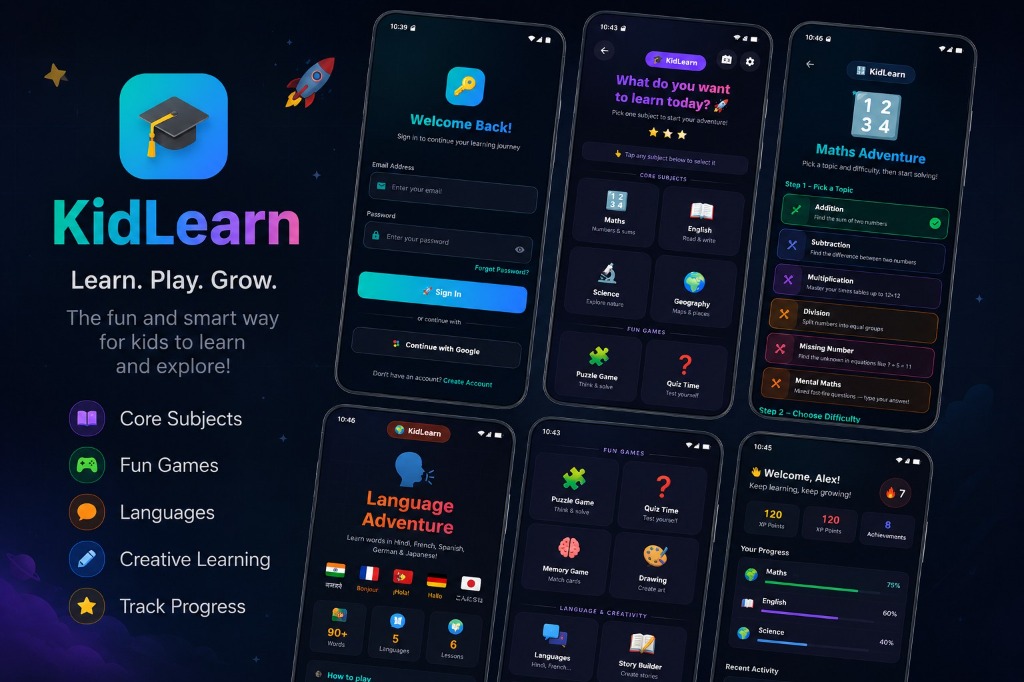 KidLearn
Learn. Play. Grow.
The fun and smart way
for kids to learn
and explore!
Core Subjects
Fun Games
Languages
Creative Learning
Track Progress
10:39
Welcome Back!
Sign in to continue your learning journey
Email Address
Enter your email
Password
Enter your password
Forgot Password?
Sign In
or continue with
Continue with Google
Don't have an account? Create Account
10:43
KidLearn
What do you want
to learn today?
Pick one subject to start your adventure!
Tap any subject below to select it
CORE SUBJECTS
Maths
Numbers & sums
English
Read & write
Science
Explore nature
Geography
Maps & places
FUN GAMES
Puzzle Game
Think & solve
Quiz Time
Test yourself
10:46
KidLearn
1 2
3 4
Maths Adventure
Pick a topic and difficulty, then start solving!
Step 1 – Pick a Topic
Addition
Find the sum of two numbers
Subtraction
Find the difference between two numbers
Multiplication
Master your times tables up to 12×12
Division
Split numbers into equal groups
Missing Number
Find the unknown in equations like ? + 5 = 11
Mental Maths
Mixed fast-fire questions — type your answer!
Step 2 – Choose Difficulty
10:46
KidLearn
Language
Adventure
Learn words in Hindi, French, Spanish,
German & Japanese!
Bonjour
¡Hola!
Hallo
90+
Words
5
Languages
6
Lessons
How to play
10:43
FUN GAMES
Puzzle Game
Think & solve
Quiz Time
Test yourself
Memory Game
Match cards
Drawing
Create art
LANGUAGE & CREATIVITY
Languages
Hindi, French...
Story Builder
Create stories
10:45
Welcome, Alex!
Keep learning, keep growing!
7
120
XP Points
120
XP Points
8
Achievements
Your Progress
Maths
75%
English
60%
Science
40%
Recent Activity